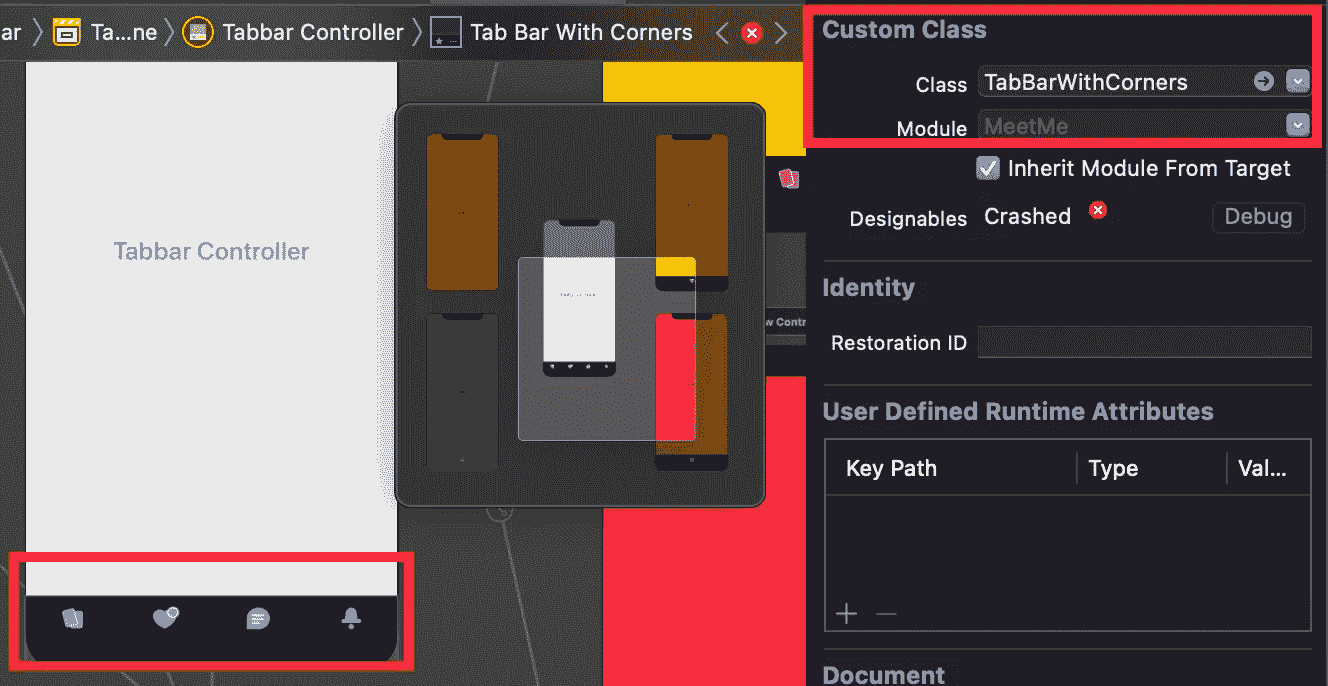 ar Ta...ne Tabbar Controller Tab Bar With Corners
Tabbar Controller
w Contr
Custom Class
Class TabBarWithCorners
Module MeetMe
Inherit Module From Target
Designables Crashed Debug
Identity
Restoration ID
User Defined Runtime Attributes
Key Path Type Val...
Document